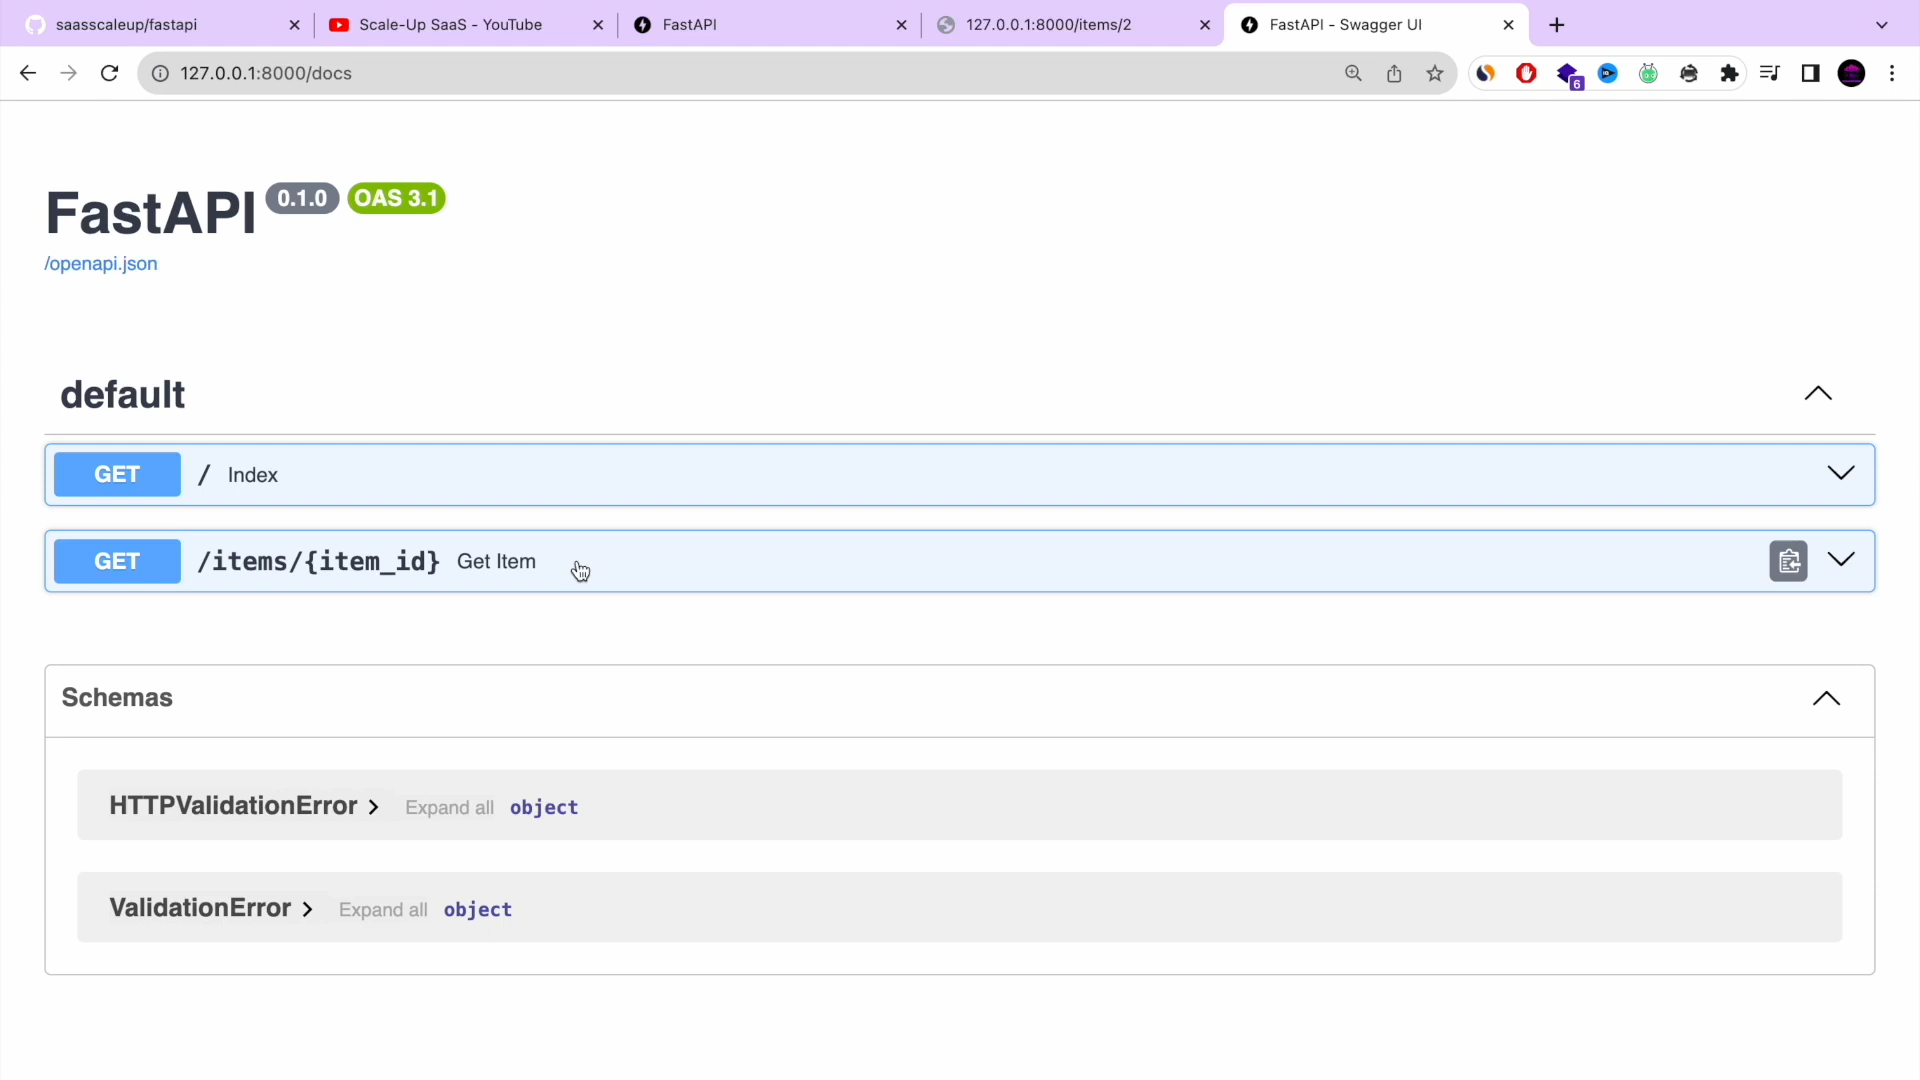 saasscaleup/fastapi
Scale-Up SaaS - YouTube
FastAPI
127.0.0.1:8000/items/2
FastAPI - Swagger UI
127.0.0.1:8000/docs
6
FastAPI 0.1.0 OAS 3.1
/openapi.json
default
GET / Index
GET /items/{item_id} Get Item
Schemas
HTTPValidationError Expand all object
ValidationError Expand all object